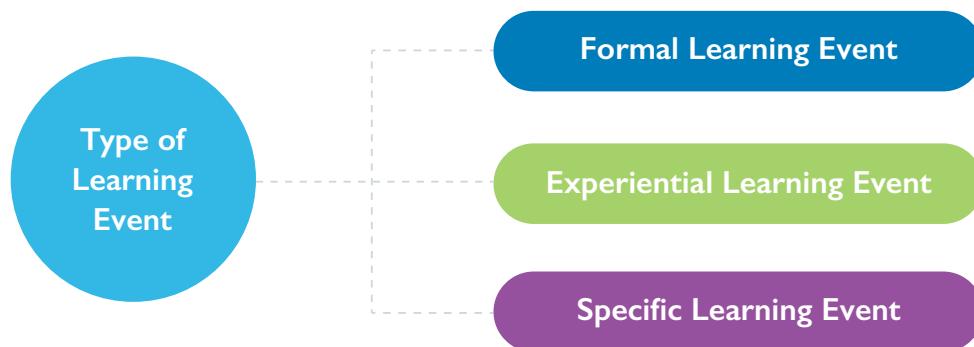 Type of
Learning
Event
Formal Learning Event
Experiential Learning Event
Specific Learning Event